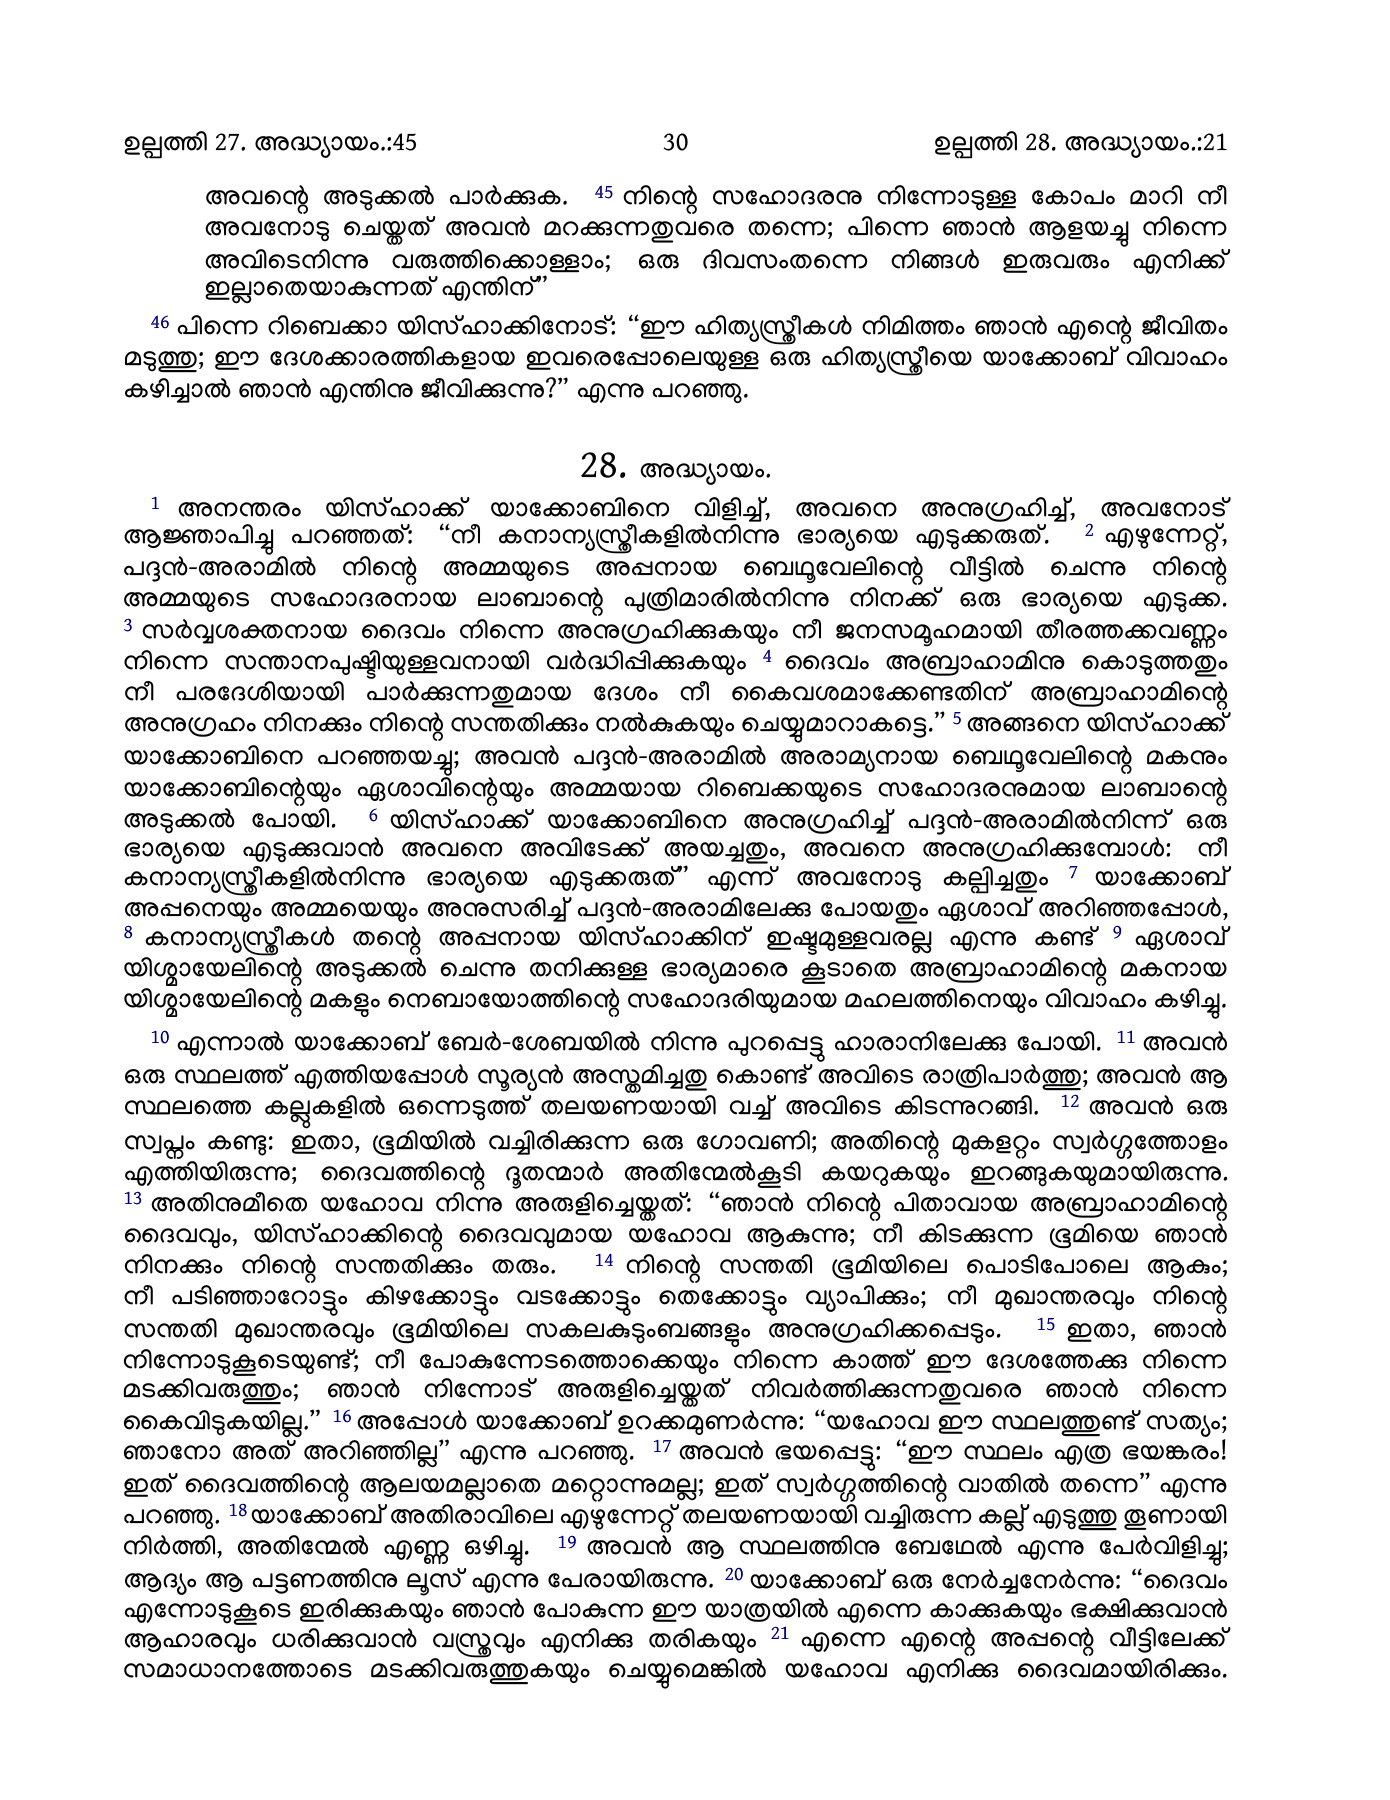 ഉല്പത്തി 27. അദ്ധ്യായം.:45 30 ഉല്പത്തി 28. അദ്ധ്യായം.:21
അവന്റെ അടുക്കൽ പാർക്കുക. 45 നിന്റെ സഹോദരനു നിന്നോടുള്ള കോപം മാറി നീ
അവനോടു ചെയ്തത് അവൻ മറക്കുന്നതുവരെ തന്നെ; പിന്നെ ഞാൻ ആളയച്ചു നിന്നെ
അവിടെനിന്നു വരുത്തിക്കൊള്ളാം; ഒരു ദിവസംതന്നെ നിങ്ങൾ ഇരുവരും എനിക്ക്
ഇല്ലാതെയാകുന്നത് എന്തിന്”
46 പിന്നെ റിബെക്കാ യിസ്ഹാക്കിനോട്: “ഈ ഹിത്യസ്ത്രീകൾ നിമിത്തം ഞാൻ എന്റെ ജീവിതം
മടുത്തു; ഈ ദേശക്കാരത്തികളായ ഇവരെപ്പോലെയുള്ള ഒരു ഹിത്യസ്ത്രീയെ യാക്കോബ് വിവാഹം
കഴിച്ചാൽ ഞാൻ എന്തിനു ജീവിക്കുന്നു?” എന്നു പറഞ്ഞു.
28. അദ്ധ്യായം.
1 അനന്തരം യിസ്ഹാക്ക് യാക്കോബിനെ വിളിച്ച്, അവനെ അനുഗ്രഹിച്ച്, അവനോട്
ആജ്ഞാപിച്ചു പറഞ്ഞത്: “നീ കനാന്യസ്ത്രീകളിൽനിന്നു ഭാര്യയെ എടുക്കരുത്. 2 എഴുന്നേറ്റ്,
പദ്ദൻ-അരാമിൽ നിന്റെ അമ്മയുടെ അപ്പനായ ബെഥൂവേലിന്റെ വീട്ടിൽ ചെന്നു നിന്റെ
അമ്മയുടെ സഹോദരനായ ലാബാന്റെ പുത്രിമാരിൽനിന്നു നിനക്ക് ഒരു ഭാര്യയെ എടുക്ക.
3 സർവ്വശക്തനായ ദൈവം നിന്നെ അനുഗ്രഹിക്കുകയും നീ ജനസമൂഹമായി തീരത്തക്കവണ്ണം
നിന്നെ സന്താനപുഷ്ടിയുള്ളവനായി വർദ്ധിപ്പിക്കുകയും 4 ദൈവം അബ്രാഹാമിനു കൊടുത്തതും
നീ പരദേശിയായി പാർക്കുന്നതുമായ ദേശം നീ കൈവശമാക്കേണ്ടതിന് അബ്രാഹാമിന്റെ
അനുഗ്രഹം നിനക്കും നിന്റെ സന്തതിക്കും നൽകുകയും ചെയ്യുമാറാകട്ടെ.” 5 അങ്ങനെ യിസ്ഹാക്ക്
യാക്കോബിനെ പറഞ്ഞയച്ചു; അവൻ പദ്ദൻ-അരാമിൽ അരാമ്യനായ ബെഥൂവേലിന്റെ മകനും
യാക്കോബിന്റെയും ഏശാവിന്റെയും അമ്മയായ റിബെക്കയുടെ സഹോദരനുമായ ലാബാന്റെ
അടുക്കൽ പോയി. 6 യിസ്ഹാക്ക് യാക്കോബിനെ അനുഗ്രഹിച്ച് പദ്ദൻ-അരാമിൽനിന്ന് ഒരു
ഭാര്യയെ എടുക്കുവാൻ അവനെ അവിടേക്ക് അയച്ചതും, അവനെ അനുഗ്രഹിക്കുമ്പോൾ: നീ
കനാന്യസ്ത്രീകളിൽനിന്നു ഭാര്യയെ എടുക്കരുത്” എന്ന് അവനോടു കല്പിച്ചതും 7 യാക്കോബ്
അപ്പനെയും അമ്മയെയും അനുസരിച്ച് പദ്ദൻ-അരാമിലേക്കു പോയതും ഏശാവ് അറിഞ്ഞപ്പോൾ,
8 കനാന്യസ്ത്രീകൾ തന്റെ അപ്പനായ യിസ്ഹാക്കിന് ഇഷ്ടമുള്ളവരല്ല എന്നു കണ്ട് 9 ഏശാവ്
യിശ്മായേലിന്റെ അടുക്കൽ ചെന്നു തനിക്കുള്ള ഭാര്യമാരെ കൂടാതെ അബ്രാഹാമിന്റെ മകനായ
യിശ്മായേലിന്റെ മകളും നെബായോത്തിന്റെ സഹോദരിയുമായ മഹലത്തിനെയും വിവാഹം കഴിച്ചു.
10 എന്നാൽ യാക്കോബ് ബേർ-ശേബയിൽ നിന്നു പുറപ്പെട്ടു ഹാരാനിലേക്കു പോയി. 11 അവൻ
ഒരു സ്ഥലത്ത് എത്തിയപ്പോൾ സൂര്യൻ അസ്തമിച്ചതു കൊണ്ട് അവിടെ രാത്രിപാർത്തു; അവൻ ആ
സ്ഥലത്തെ കല്ലുകളിൽ ഒന്നെടുത്ത് തലയണയായി വച്ച് അവിടെ കിടന്നുറങ്ങി. 12 അവൻ ഒരു
സ്വപ്നം കണ്ടു: ഇതാ, ഭൂമിയിൽ വച്ചിരിക്കുന്ന ഒരു ഗോവണി; അതിന്റെ മുകളറ്റം സ്വർഗ്ഗത്തോളം
എത്തിയിരുന്നു; ദൈവത്തിന്റെ ദൂതന്മാർ അതിന്മേൽകൂടി കയറുകയും ഇറങ്ങുകയുമായിരുന്നു.
13 അതിനുമീതെ യഹോവ നിന്നു അരുളിച്ചെയ്തത്: “ഞാൻ നിന്റെ പിതാവായ അബ്രാഹാമിന്റെ
ദൈവവും, യിസ്ഹാക്കിന്റെ ദൈവവുമായ യഹോവ ആകുന്നു; നീ കിടക്കുന്ന ഭൂമിയെ ഞാൻ
നിനക്കും നിന്റെ സന്തതിക്കും തരും. 14 നിന്റെ സന്തതി ഭൂമിയിലെ പൊടിപോലെ ആകും;
നീ പടിഞ്ഞാറോട്ടും കിഴക്കോട്ടും വടക്കോട്ടും തെക്കോട്ടും വ്യാപിക്കും; നീ മുഖാന്തരവും നിന്റെ
സന്തതി മുഖാന്തരവും ഭൂമിയിലെ സകലകുടുംബങ്ങളും അനുഗ്രഹിക്കപ്പെടും. 15 ഇതാ, ഞാൻ
നിന്നോടുകൂടെയുണ്ട്; നീ പോകുന്നേടത്തൊക്കെയും നിന്നെ കാത്ത് ഈ ദേശത്തേക്കു നിന്നെ
മടക്കിവരുത്തും; ഞാൻ നിന്നോട് അരുളിച്ചെയ്തത് നിവർത്തിക്കുന്നതുവരെ ഞാൻ നിന്നെ
കൈവിടുകയില്ല.” 16 അപ്പോൾ യാക്കോബ് ഉറക്കമുണർന്നു: “യഹോവ ഈ സ്ഥലത്തുണ്ട് സത്യം;
ഞാനോ അത് അറിഞ്ഞില്ല” എന്നു പറഞ്ഞു. 17 അവൻ ഭയപ്പെട്ടു: “ഈ സ്ഥലം എത്ര ഭയങ്കരം!
ഇത് ദൈവത്തിന്റെ ആലയമല്ലാതെ മറ്റൊന്നുമല്ല; ഇത് സ്വർഗ്ഗത്തിന്റെ വാതിൽ തന്നെ” എന്നു
പറഞ്ഞു. 18 യാക്കോബ് അതിരാവിലെ എഴുന്നേറ്റ് തലയണയായി വച്ചിരുന്ന കല്ല് എടുത്തു തൂണായി
നിർത്തി, അതിന്മേൽ എണ്ണ ഒഴിച്ചു. 19 അവൻ ആ സ്ഥലത്തിനു ബേഥേൽ എന്നു പേർവിളിച്ചു;
ആദ്യം ആ പട്ടണത്തിനു ലൂസ് എന്നു പേരായിരുന്നു. 20 യാക്കോബ് ഒരു നേർച്ചനേർന്നു: “ദൈവം
എന്നോടുകൂടെ ഇരിക്കുകയും ഞാൻ പോകുന്ന ഈ യാത്രയിൽ എന്നെ കാക്കുകയും ഭക്ഷിക്കുവാൻ
ആഹാരവും ധരിക്കുവാൻ വസ്ത്രവും എനിക്കു തരികയും 21 എന്നെ എന്റെ അപ്പന്റെ വീട്ടിലേക്ക്
സമാധാനത്തോടെ മടക്കിവരുത്തുകയും ചെയ്യുമെങ്കിൽ യഹോവ എനിക്കു ദൈവമായിരിക്കും.